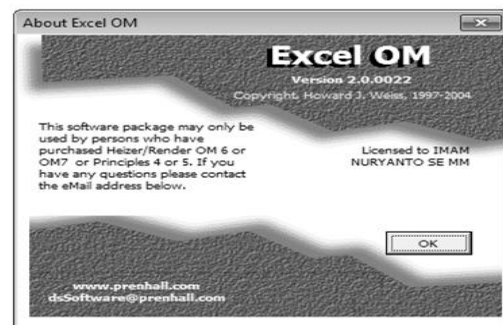 About Excel OM
Excel OM
Version 2.0.0022
Copyright, Howard J. Weiss, 1997-2004
This software package may only be
used by persons who have
purchased Heizer/Render OM 6 or
OM7 or Principles 4 or 5. If you
have any questions please contact
the eMail address below.
Licensed to IMAM
NURYANTO SE MM
OK
www.prenhall.com
dsSoftware@prenhall.com